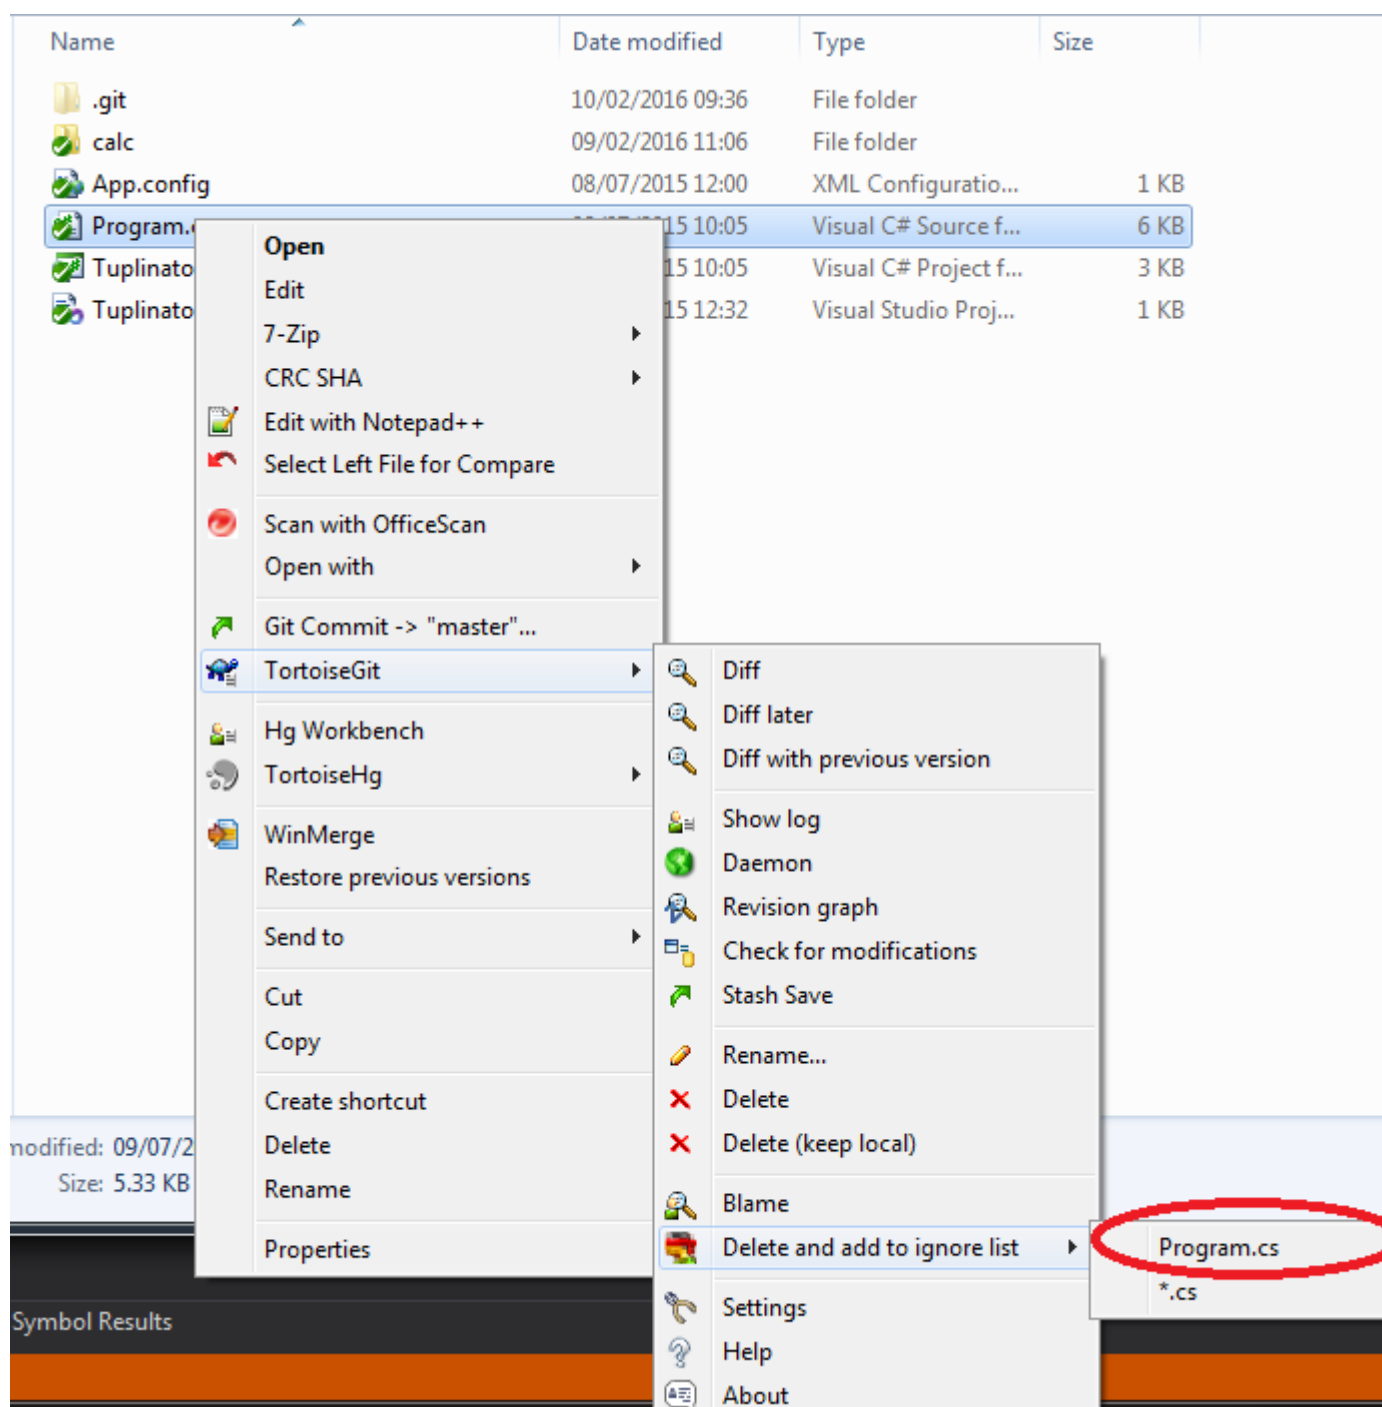 Name Date modified Type Size
.git 10/02/2016 09:36 File folder
calc 09/02/2016 11:06 File folder
App.config 08/07/2015 12:00 XML Configuratio... 1 KB
Program. 15 10:05 Visual C# Source f... 6 KB
Tuplinato 15 10:05 Visual C# Project f... 3 KB
Tuplinato 15 12:32 Visual Studio Proj... 1 KB
Open
Edit
7-Zip
CRC SHA
Edit with Notepad++
Select Left File for Compare
Scan with OfficeScan
Open with
Git Commit -> "master"...
TortoiseGit
Hg Workbench
TortoiseHg
WinMerge
Restore previous versions
Send to
Cut
Copy
Create shortcut
Delete
Rename
Properties
Diff
Diff later
Diff with previous version
Show log
Daemon
Revision graph
Check for modifications
Stash Save
Rename...
Delete
Delete (keep local)
Blame
Delete and add to ignore list
Settings
Help
About
Program.cs
*.cs
modified: 09/07/2
Size: 5.33 KB
Symbol Results